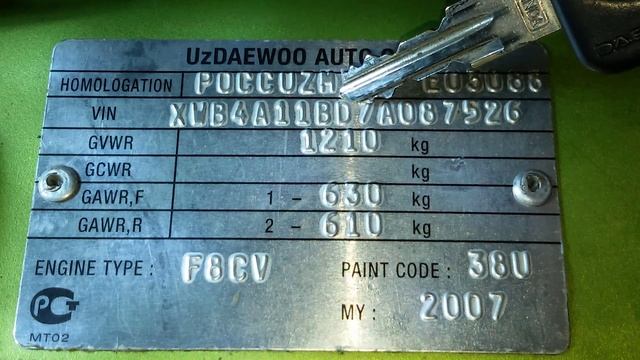 UzDAEWOO AUTO
HOMOLOGATION
VIN XWB4A11BD7A087526
GVWR 1210 kg
GCWR kg
GAWR,F 1 - 630 kg
GAWR,R 2 - 610 kg
ENGINE TYPE : F8CV PAINT CODE : 38U
MY : 2007
MT02